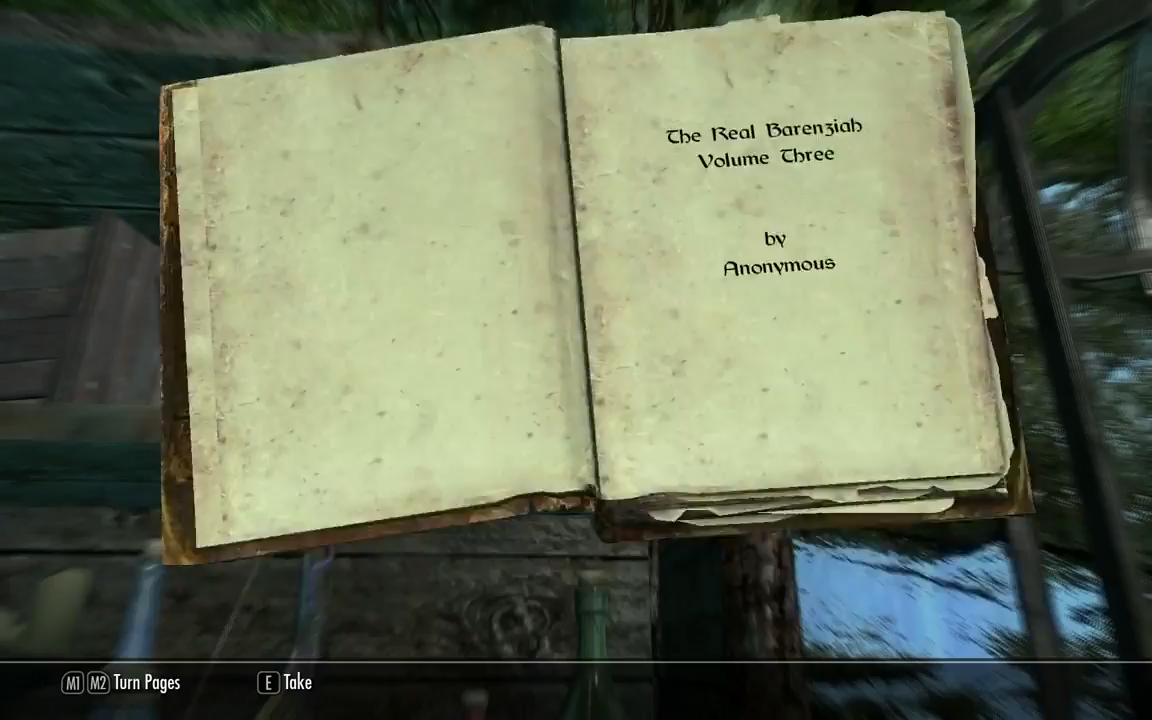 The Real Barenziah
Volume Three
by
Anonymous
M1 M2 Turn Pages
E Take